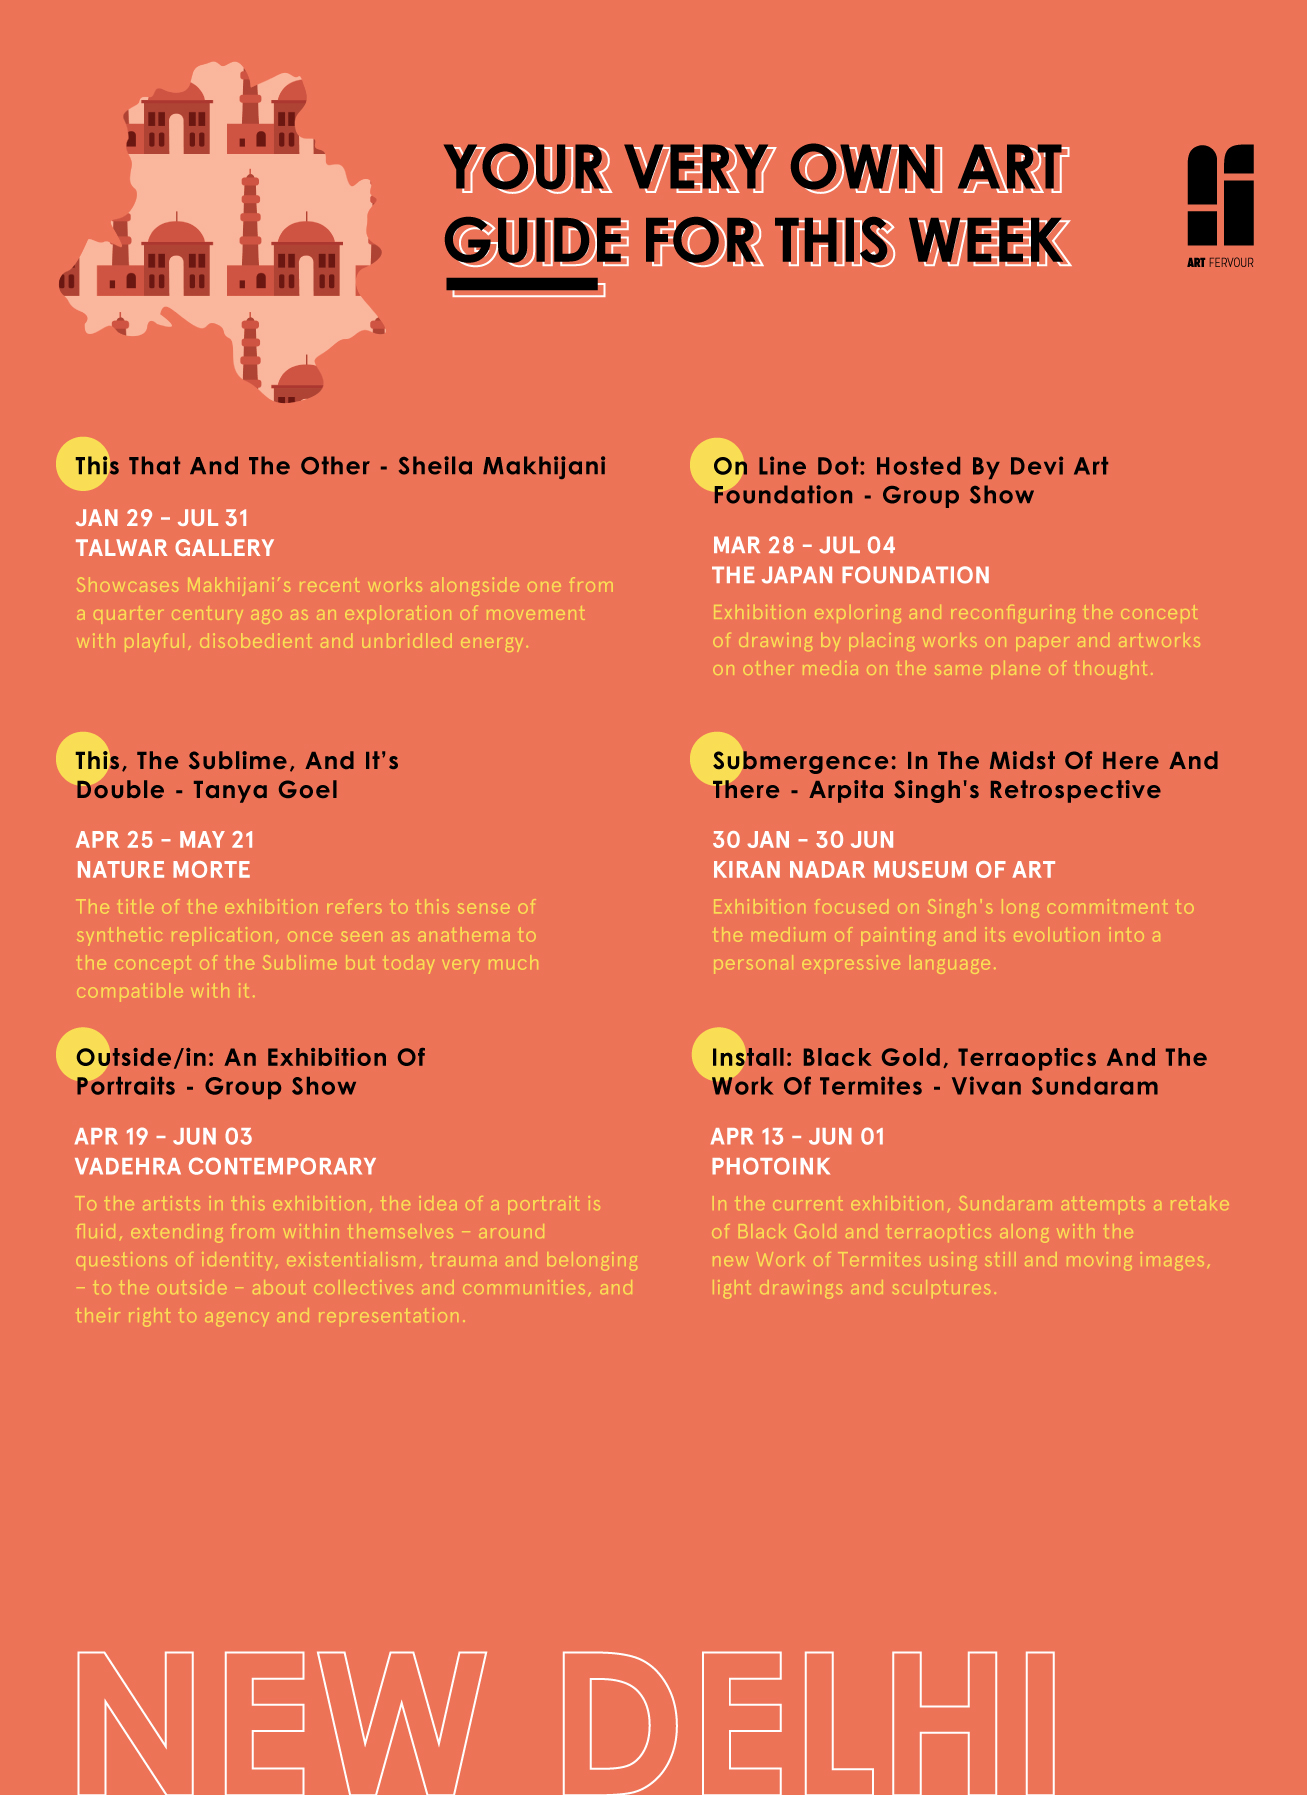 YOUR VERY OWN ART
GUIDE FOR THIS WEEK
ART FERVOUR
This That And The Other - Sheila Makhijani
JAN 29 – JUL 31
TALWAR GALLERY
Showcases Makhijani’s recent works alongside one from
a quarter century ago as an exploration of movement
with playful, disobedient and unbridled energy.
On Line Dot: Hosted By Devi Art
Foundation - Group Show
MAR 28 – JUL 04
THE JAPAN FOUNDATION
Exhibition exploring and reconfiguring the concept
of drawing by placing works on paper and artworks
on other media on the same plane of thought.
This, The Sublime, And It’s
Double - Tanya Goel
APR 25 – MAY 21
NATURE MORTE
The title of the exhibition refers to this sense of
synthetic replication, once seen as anathema to
the concept of the Sublime but today very much
compatible with it.
Submergence: In The Midst Of Here And
There - Arpita Singh's Retrospective
30 JAN – 30 JUN
KIRAN NADAR MUSEUM OF ART
Exhibition focused on Singh's long commitment to
the medium of painting and its evolution into a
personal expressive language.
Outside/in: An Exhibition Of
Portraits - Group Show
APR 19 – JUN 03
VADEHRA CONTEMPORARY
To the artists in this exhibition, the idea of a portrait is
fluid, extending from within themselves – around
questions of identity, existentialism, trauma and belonging
– to the outside – about collectives and communities, and
their right to agency and representation.
Install: Black Gold, Terraoptics And The
Work Of Termites - Vivan Sundaram
APR 13 – JUN 01
PHOTOINK
In the current exhibition, Sundaram attempts a retake
of Black Gold and terraoptics along with the
new Work of Termites using still and moving images,
light drawings and sculptures.
NEW DELHI